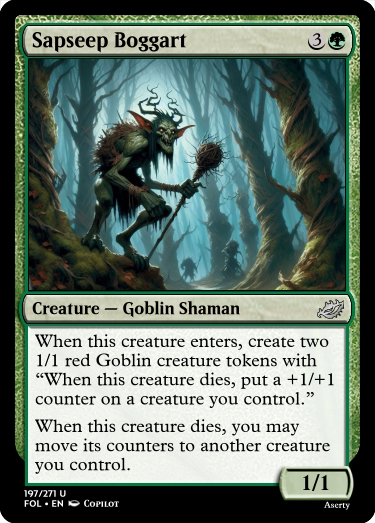 Sapseep Boggart 3
Creature — Goblin Shaman
When this creature enters, create two
1/1 red Goblin creature tokens with
“When this creature dies, put a +1/+1
counter on a creature you control.”
When this creature dies, you may
move its counters to another creature
you control.
1/1
197/271 U
FOL • EN Copilot
Aserty